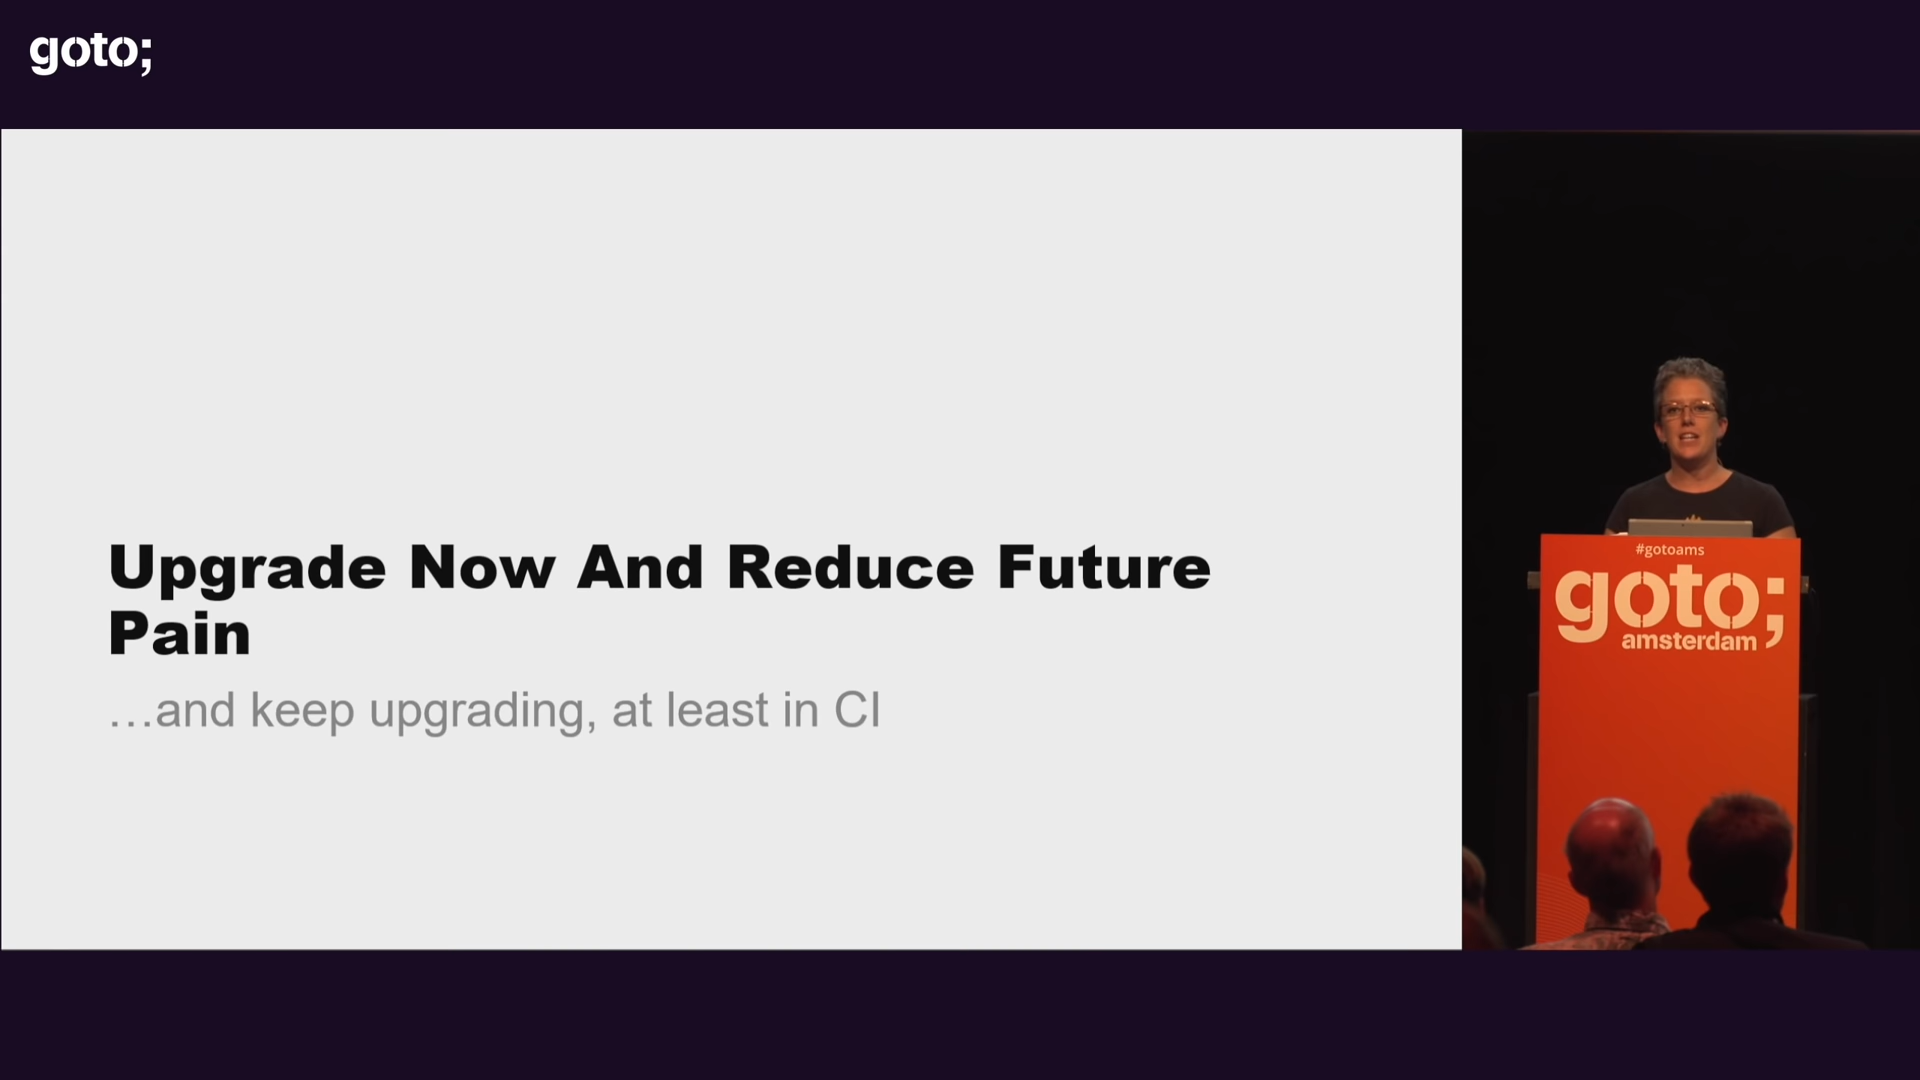 goto;
Upgrade Now And Reduce Future
Pain
…and keep upgrading, at least in CI
#gotoams
goto;
amsterdam